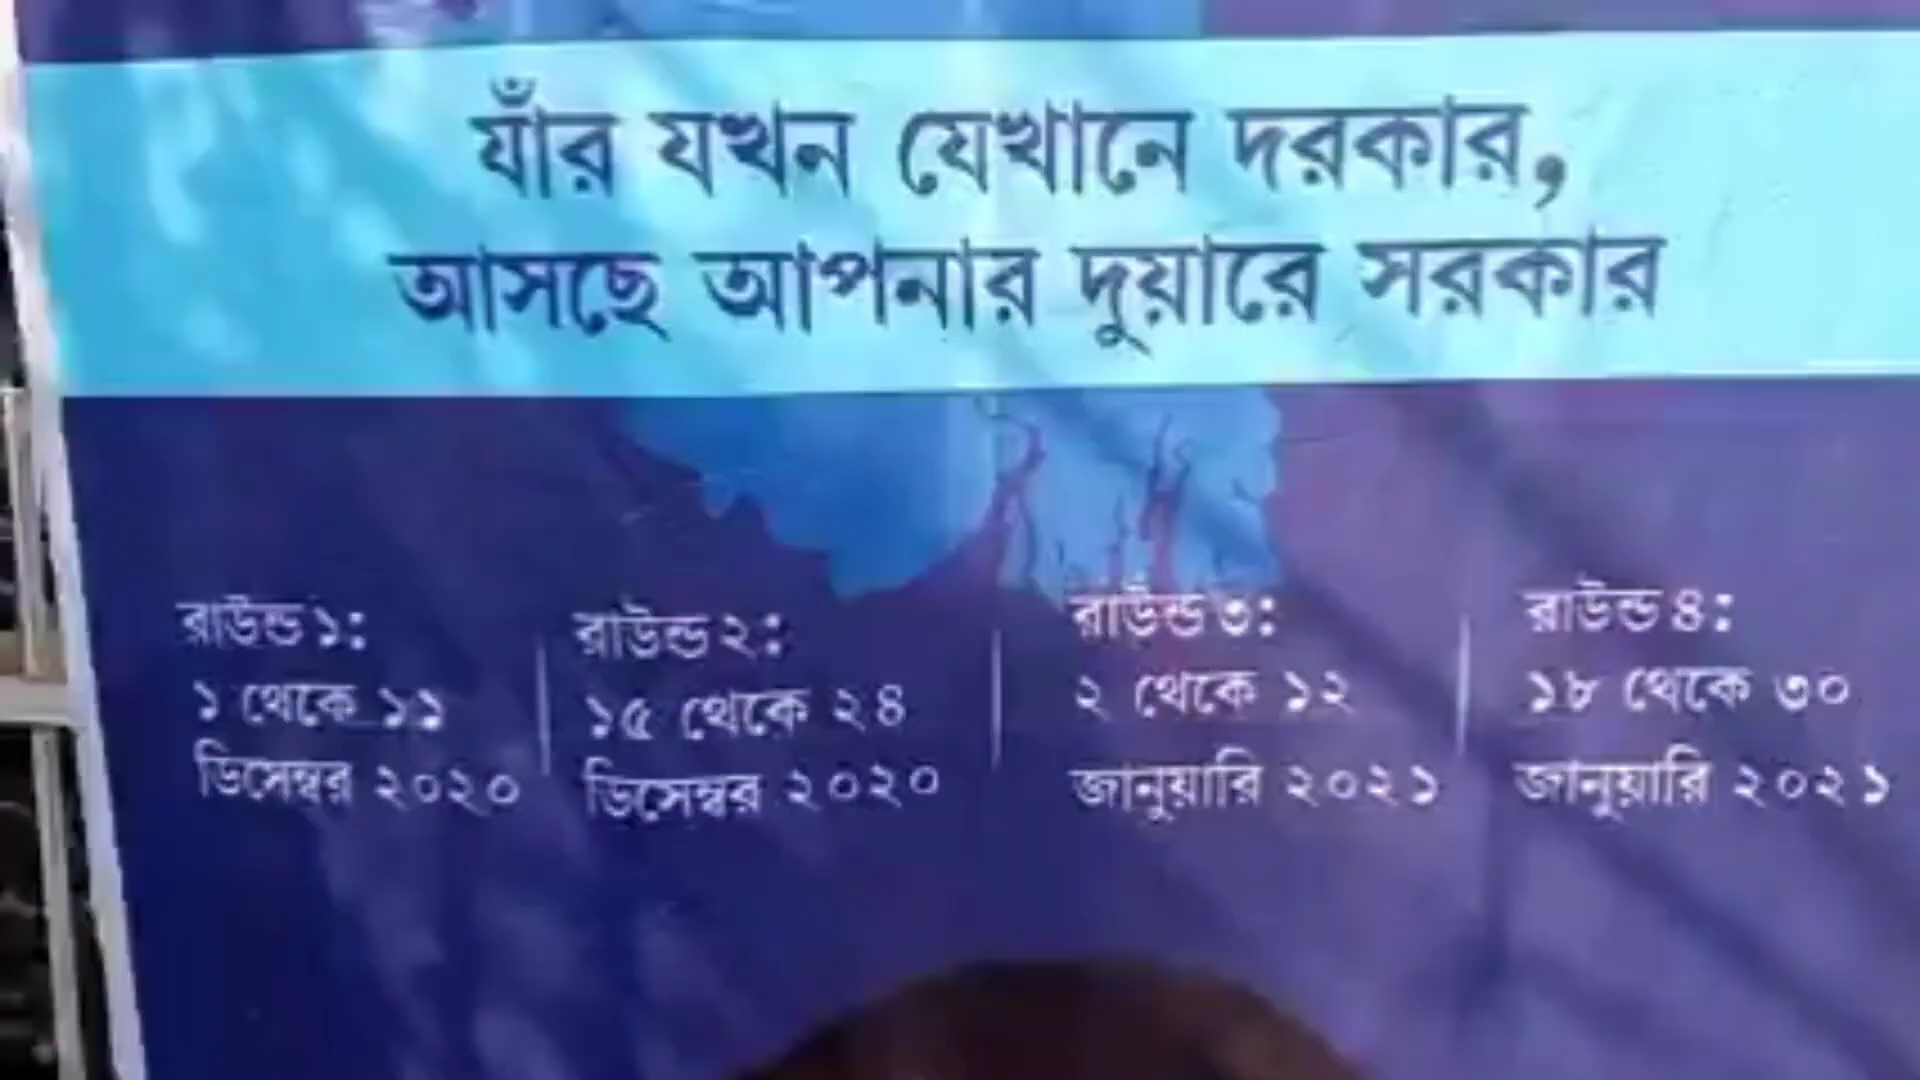 যাঁর যখন যেখানে দরকার,
আসছে আপনার দুয়ারে সরকার
রাউন্ড ১:
১ থেকে ১১
ডিসেম্বর ২০২০
রাউন্ড ২:
১৫ থেকে ২৪
ডিসেম্বর ২০২০
রাউন্ড ৩:
২ থেকে ১২
জানুয়ারি ২০২১
রাউন্ড ৪:
১৮ থেকে ৩০
জানুয়ারি ২০২১